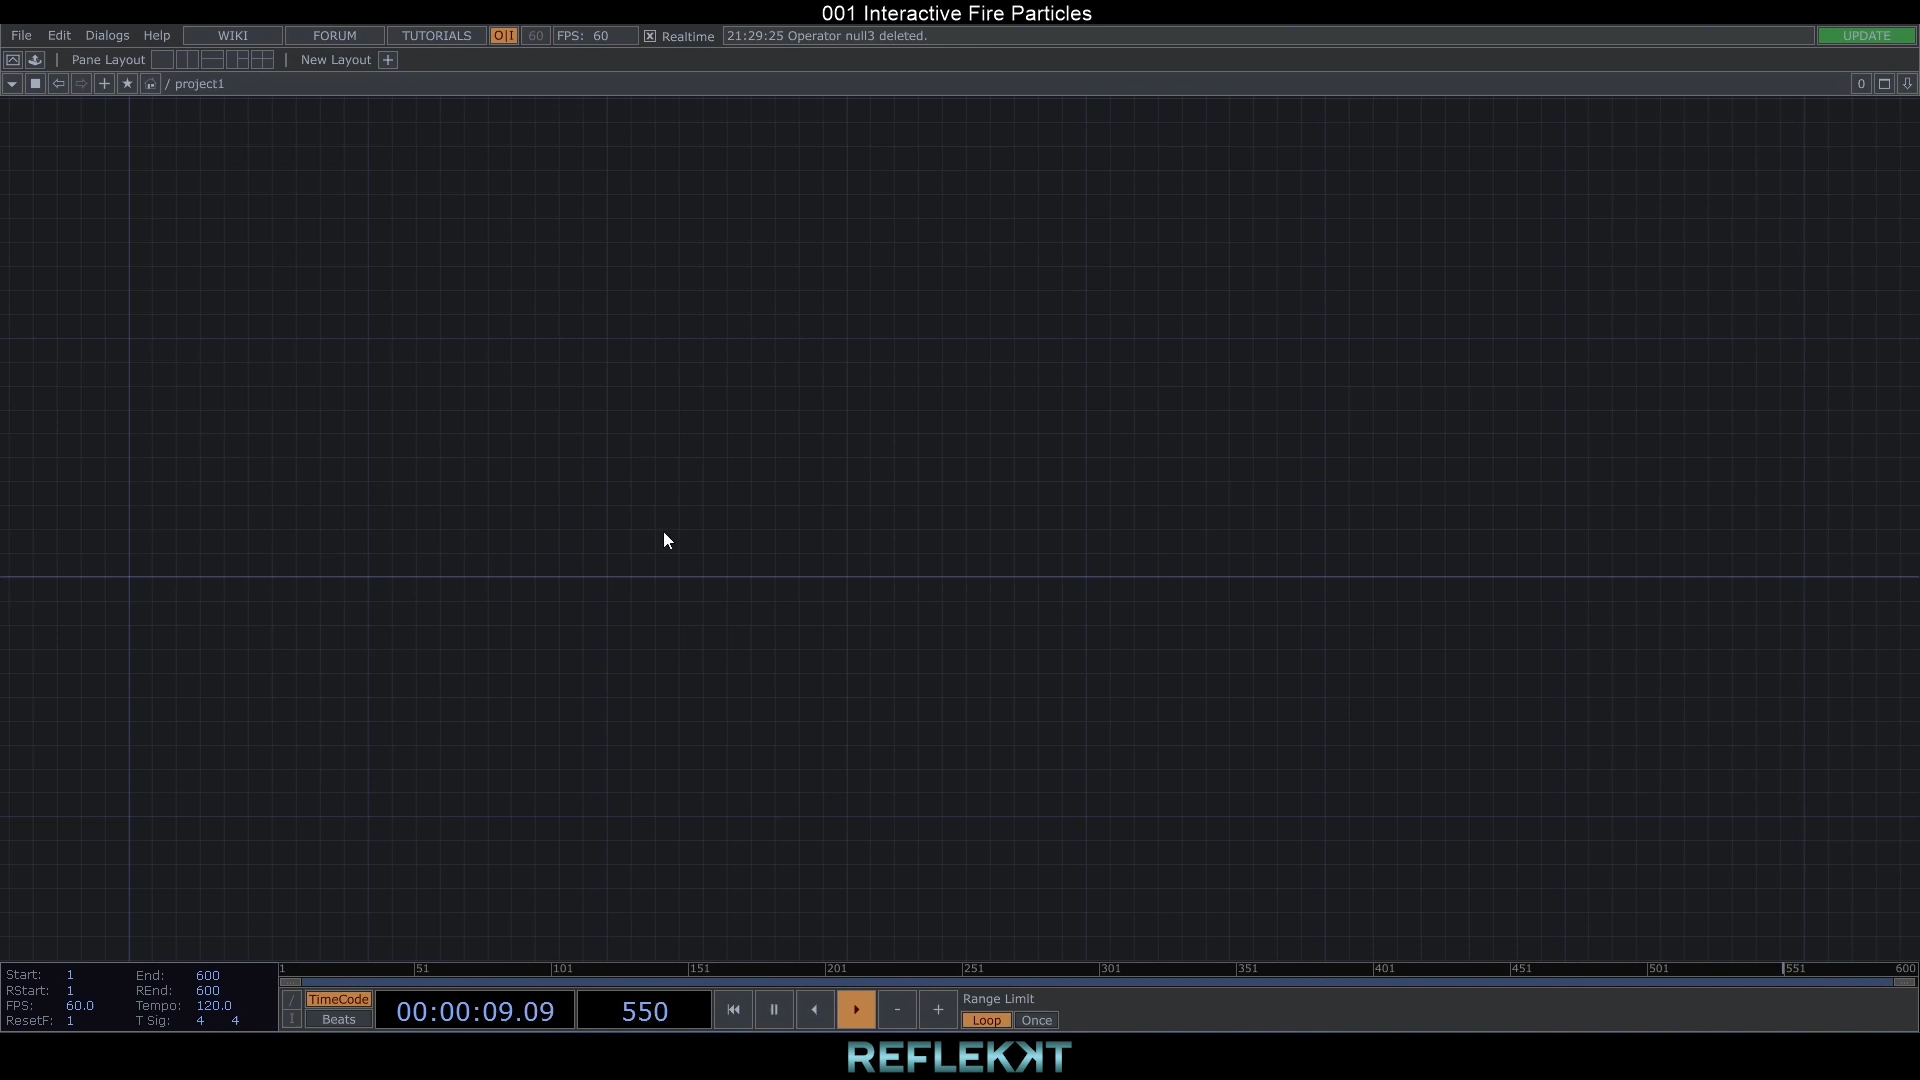 001 Interactive Fire Particles
File Edit Dialogs Help WIKI FORUM TUTORIALS O|I 60 FPS: 60 Realtime 21:29:25 Operator null3 deleted. UPDATE
Pane Layout | New Layout +
/ project1 0
1 51 101 151 201 251 301 351 401 451 501 551 600
Start: 1 End: 600
RStart: 1 REnd: 600
FPS: 60.0 Tempo: 120.0
ResetF: 1 T Sig: 4 4
TimeCode
Beats
00:00:09.09 550
- +
Range Limit
Loop Once
REFLEKKT